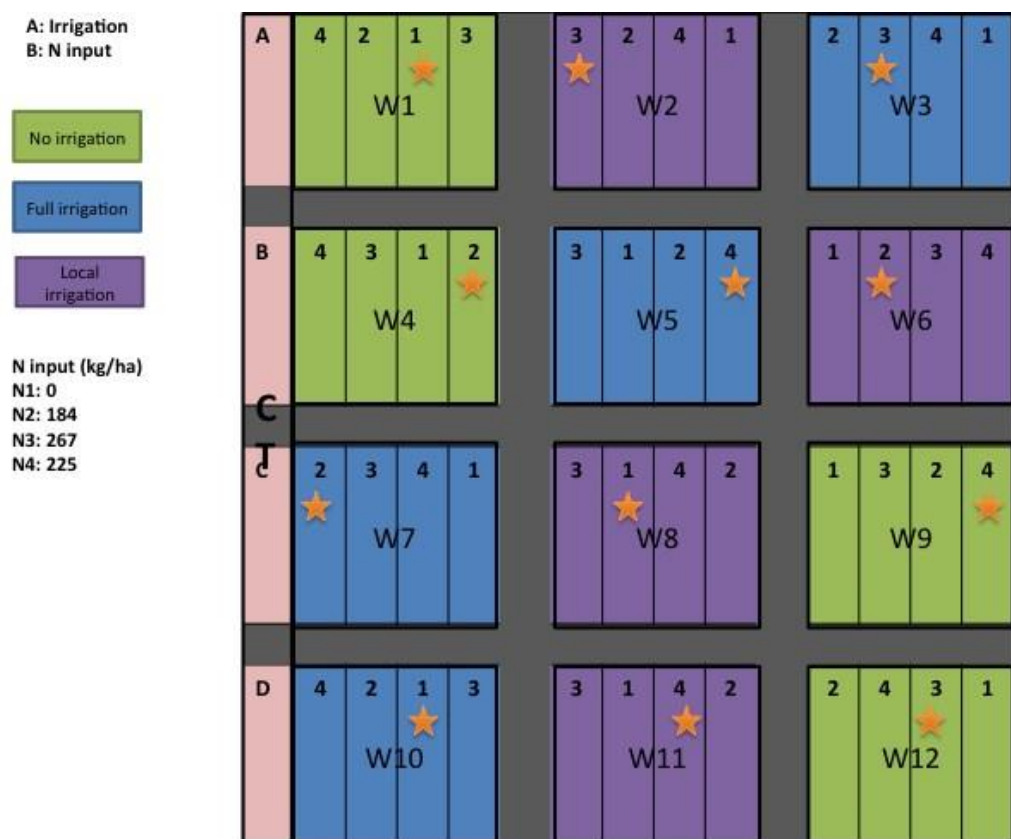 A: Irrigation
B: N input
No irrigation
Full irrigation
Local
irrigation
N input (kg/ha)
N1: 0
N2: 184
N3: 267
N4: 225
A 4 2 1 3 3 2 4 1 2 3 4 1
W1 W2 W3
B 4 3 1 2 3 1 2 4 1 2 3 4
W4 W5 W6
C
T
C 2 3 4 1 3 1 4 2 1 3 2 4
W7 W8 W9
D 4 2 1 3 3 1 4 2 2 4 3 1
W10 W11 W12